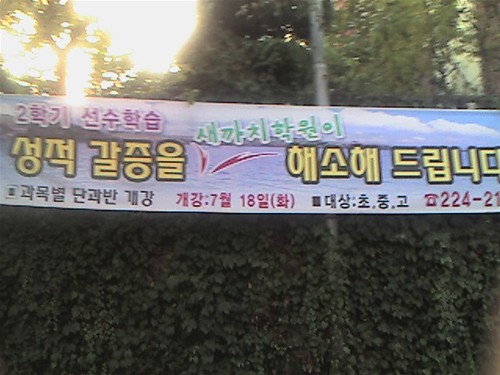 2학기 선수학습
새까치학원이
성적 갈증을 해소해 드립니다
■과목별 단과반 개강 개강:7월 18일(화) ■대상:초,중,고 ☎224-21